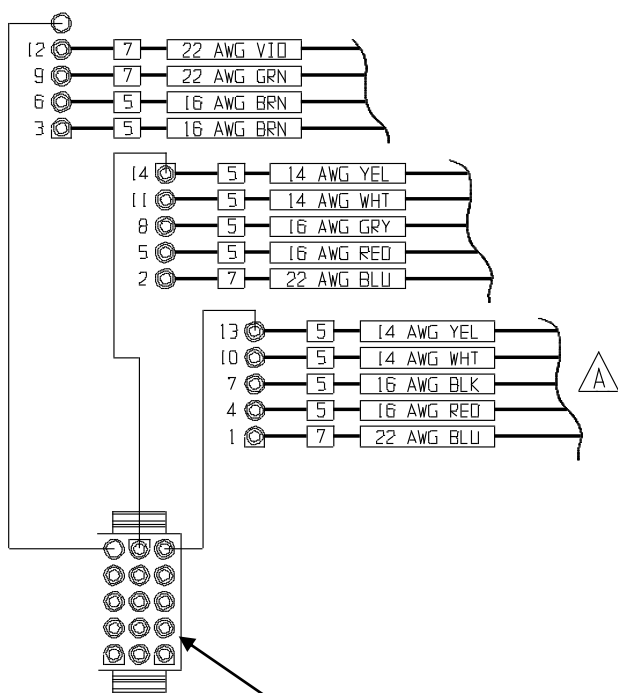 12 7 22 AWG VIO
9 7 22 AWG GRN
6 5 16 AWG BRN
3 5 16 AWG BRN
14 5 14 AWG YEL
11 5 14 AWG WHT
8 5 16 AWG GRY
5 5 16 AWG RED
2 7 22 AWG BLU
13 5 14 AWG YEL
10 5 14 AWG WHT
7 5 16 AWG BLK
4 5 16 AWG RED
1 7 22 AWG BLU
A